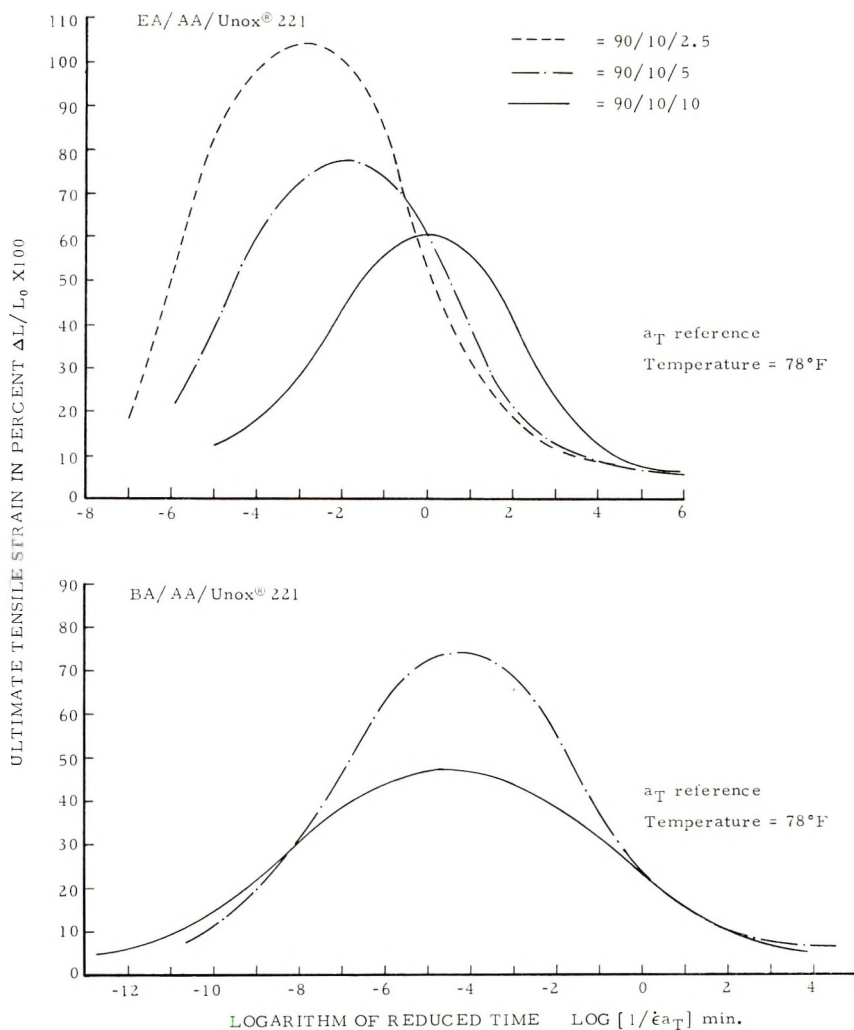 EA/AA/Unox® 221
= 90/10/2.5
= 90/10/5
= 90/10/10
110
100
90
80
70
60
50
40
30
20
10
0
-8 -6 -4 -2 0 2 4 6
a_T reference
Temperature = 78°F
ULTIMATE TENSILE STRAIN IN PERCENT ΔL/L₀ X100
BA/AA/Unox® 221
90
80
70
60
50
40
30
20
10
0
-12 -10 -8 -6 -4 -2 0 2 4
a_T reference
Temperature = 78°F
LOGARITHM OF REDUCED TIME LOG [1/ε̇a_T] min.